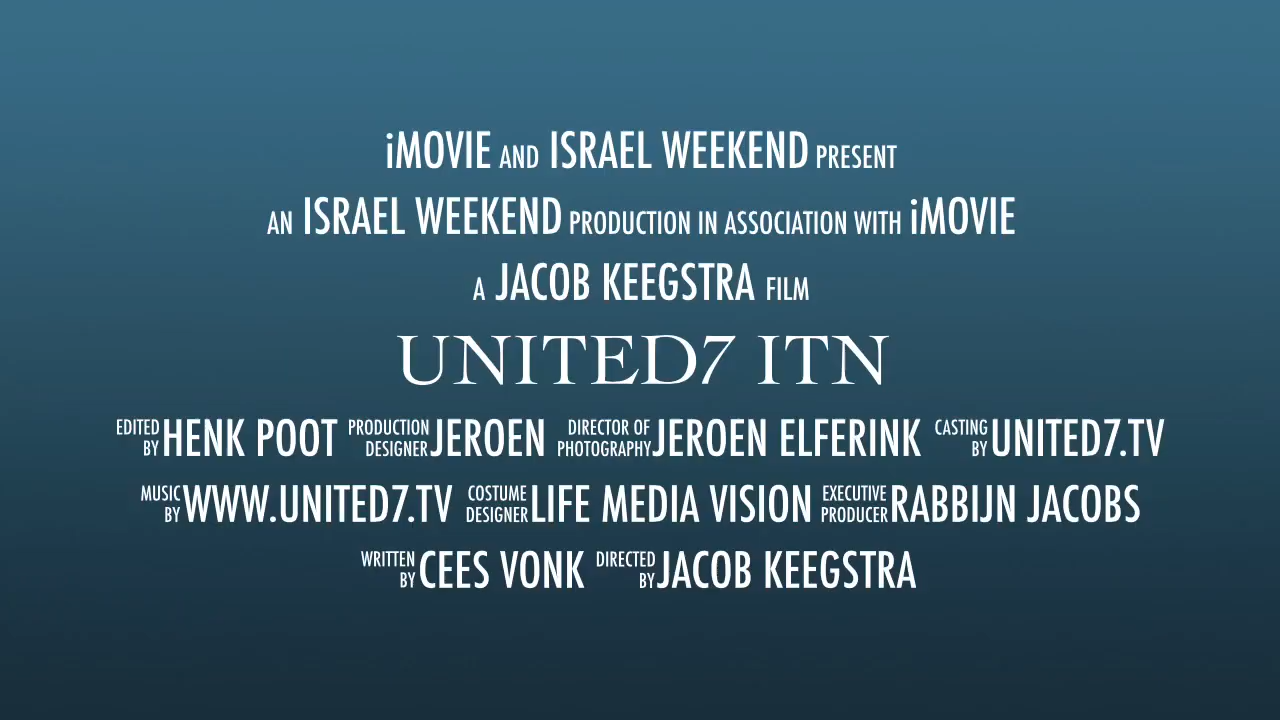 iMOVIE AND ISRAEL WEEKEND PRESENT
AN ISRAEL WEEKEND PRODUCTION IN ASSOCIATION WITH iMOVIE
A JACOB KEEGSTRA FILM
UNITED7 ITN
EDITED BY HENK POOT PRODUCTION DESIGNER JEROEN DIRECTOR OF PHOTOGRAPHY JEROEN ELFERINK CASTING BY UNITED7.TV
MUSIC BY WWW.UNITED7.TV COSTUME DESIGNER LIFE MEDIA VISION EXECUTIVE PRODUCER RABBIJN JACOBS
WRITTEN BY CEES VONK DIRECTED BY JACOB KEEGSTRA